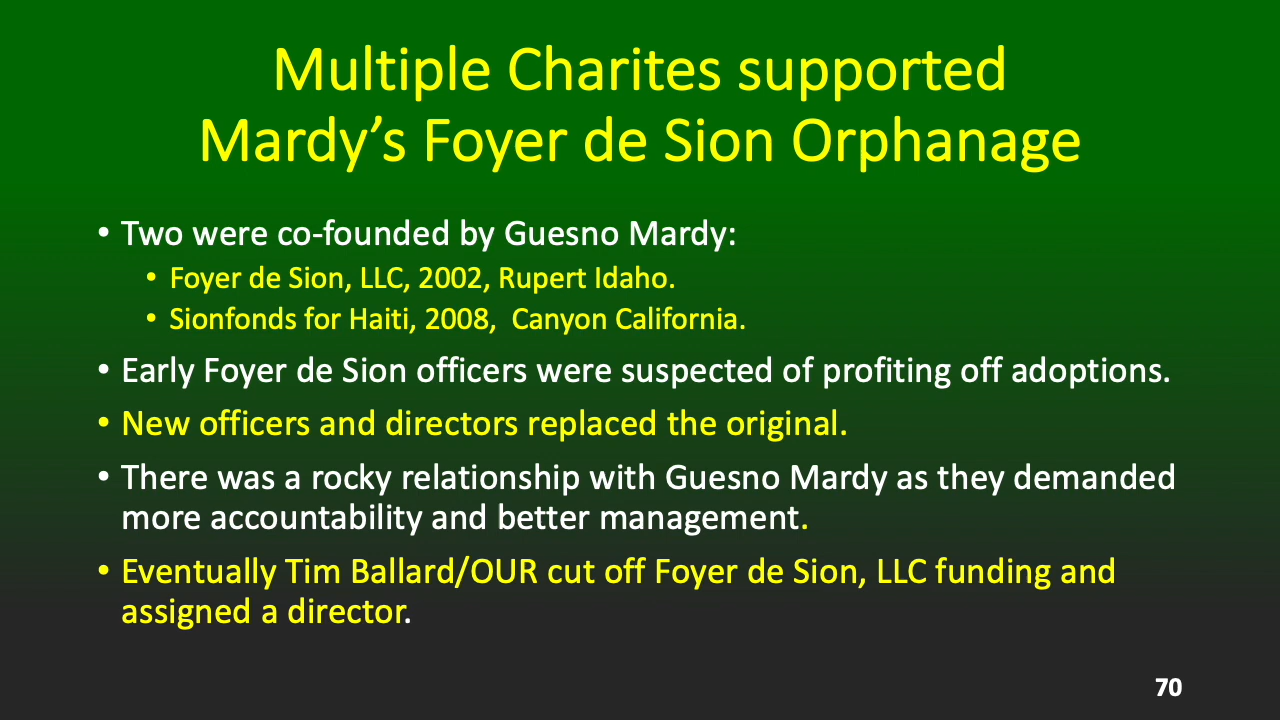 Multiple Charites supported
Mardy’s Foyer de Sion Orphanage
• Two were co-founded by Guesno Mardy:
• Foyer de Sion, LLC, 2002, Rupert Idaho.
• Sionfonds for Haiti, 2008,  Canyon California.
• Early Foyer de Sion officers were suspected of profiting off adoptions.
• New officers and directors replaced the original.
• There was a rocky relationship with Guesno Mardy as they demanded
more accountability and better management.
• Eventually Tim Ballard/OUR cut off Foyer de Sion, LLC funding and
assigned a director.
70